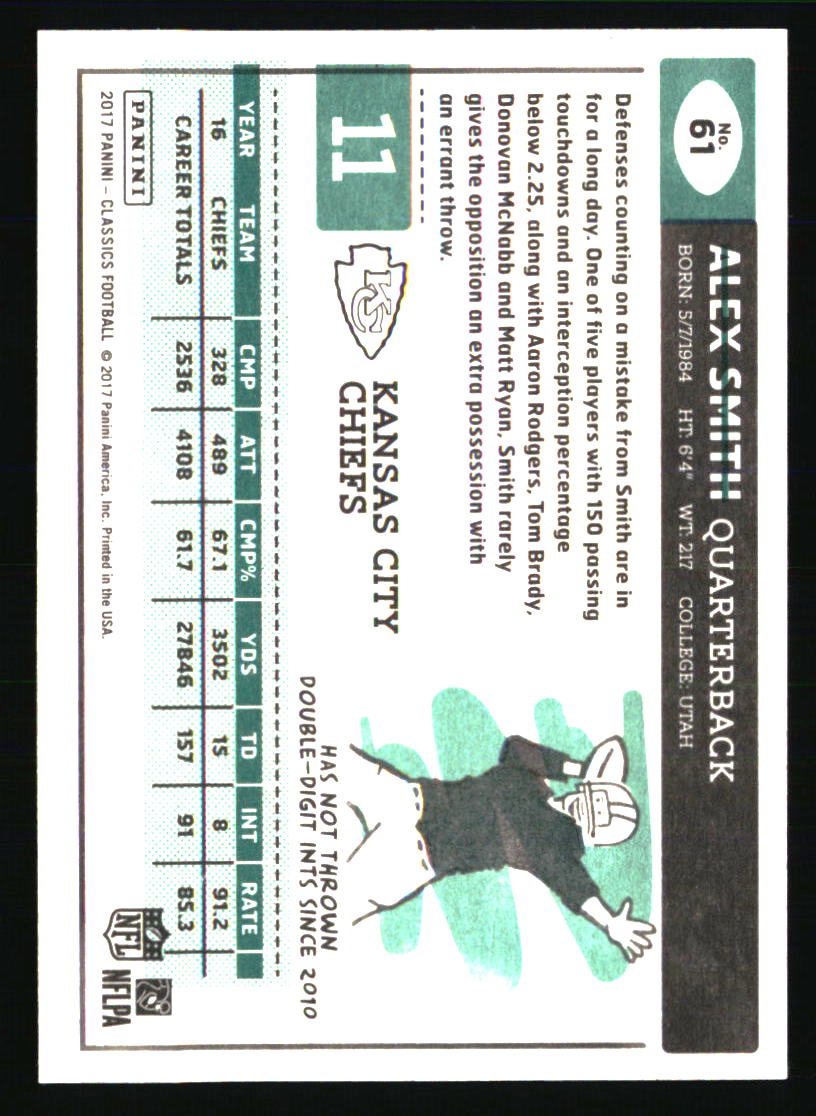 No.
61
ALEX SMITH QUARTERBACK
BORN: 5/7/1984 HT: 6'4" WT: 217 COLLEGE: UTAH
Defenses counting on a mistake from Smith are in
for a long day. One of five players with 150 passing
touchdowns and an interception percentage
below 2.25, along with Aaron Rodgers, Tom Brady,
Donovan McNabb and Matt Ryan, Smith rarely
gives the opposition an extra possession with
an errant throw.
11
KC
KANSAS CITY
CHIEFS
HAS NOT THROWN
DOUBLE-DIGIT INTS SINCE 2010
YEAR TEAM CMP ATT CMP% YDS TD INT RATE
16 CHIEFS 328 489 67.1 3502 15 8 91.2
CAREER TOTALS 2536 4108 61.7 27846 157 91 85.3
PANINI
2017 PANINI – CLASSICS FOOTBALL © 2017 Panini America, Inc. Printed in the USA.
NFL
NFLPA